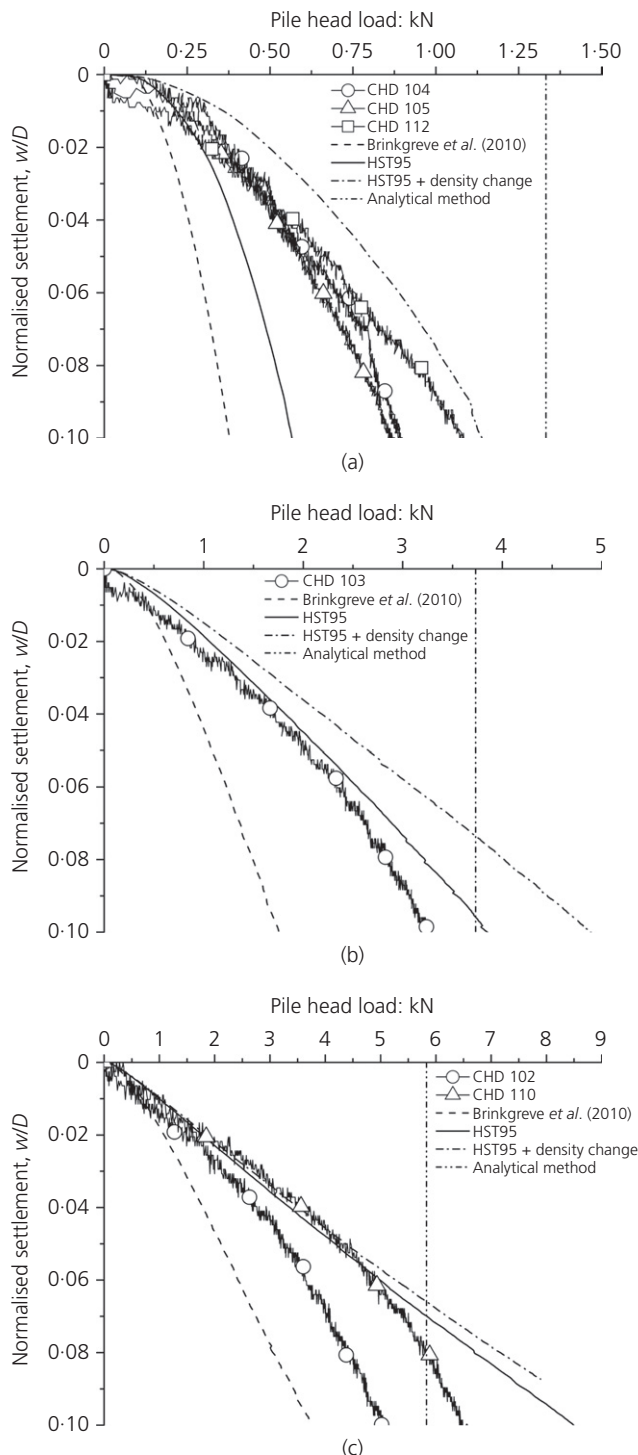 Pile head load: kN
0 0·25 0·50 0·75 1·00 1·25 1·50
0
0·02
0·04
0·06
0·08
0·10
Normalised settlement, w/D
CHD 104
CHD 105
CHD 112
Brinkgreve et al. (2010)
HST95
HST95 + density change
Analytical method
(a)
Pile head load: kN
0 1 2 3 4 5
0
0·02
0·04
0·06
0·08
0·10
Normalised settlement, w/D
CHD 103
Brinkgreve et al. (2010)
HST95
HST95 + density change
Analytical method
(b)
Pile head load: kN
0 1 2 3 4 5 6 7 8 9
0
0·02
0·04
0·06
0·08
0·10
Normalised settlement, w/D
CHD 102
CHD 110
Brinkgreve et al. (2010)
HST95
HST95 + density change
Analytical method
(c)